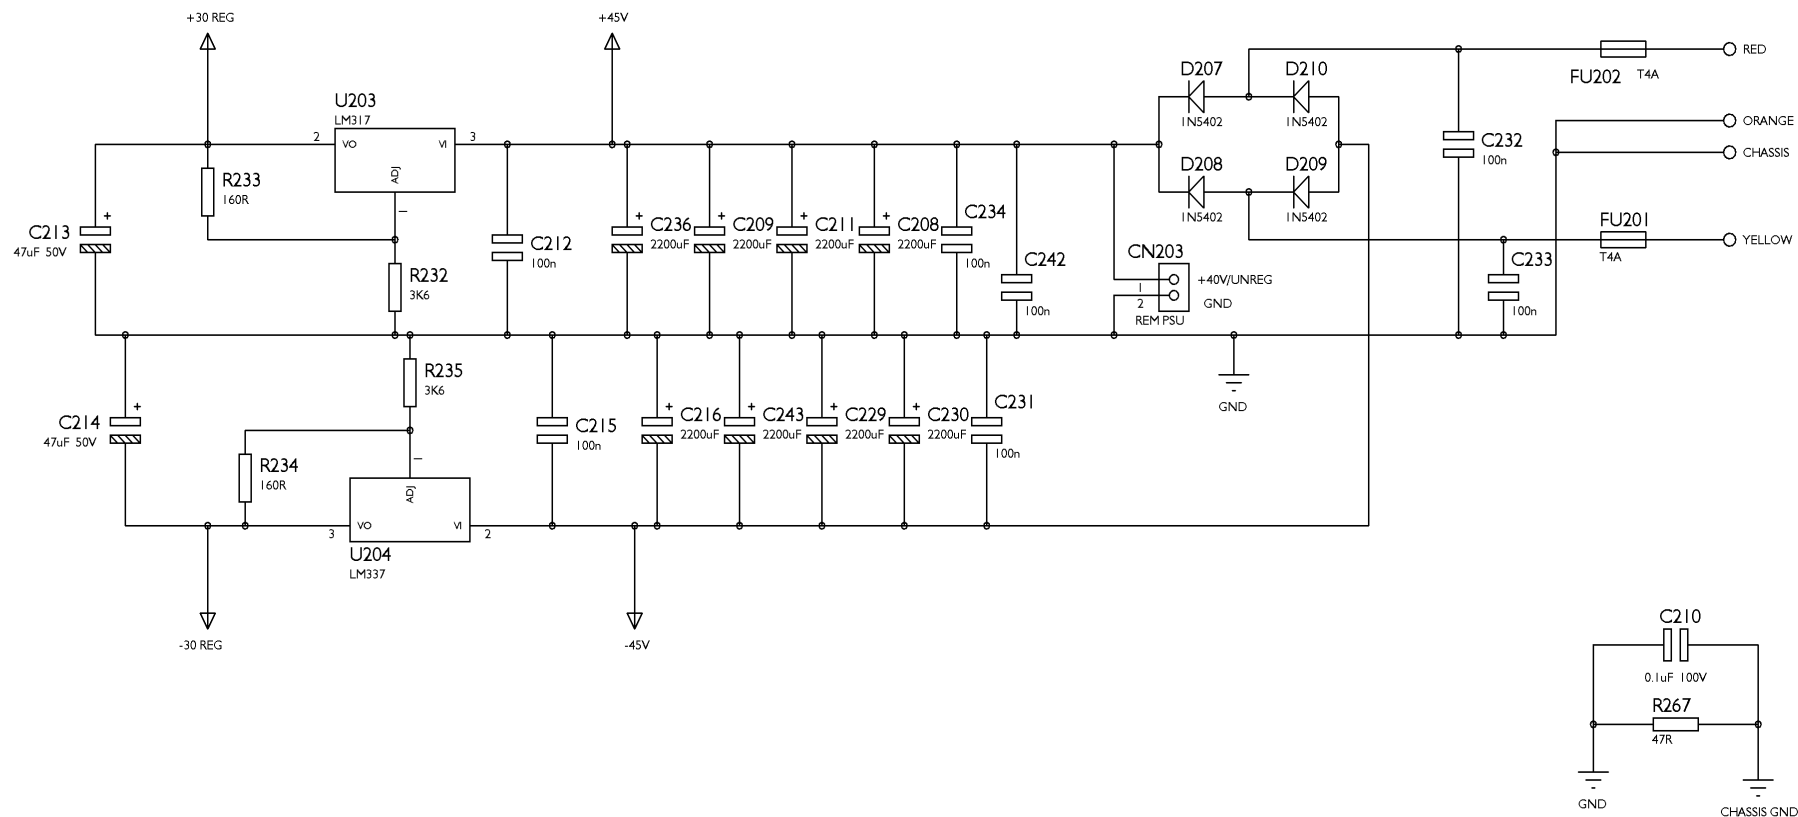 +30 REG
+45V
RED
FU202
T4A
D207
1N5402
D210
1N5402
U203
LM317
2
VO
VI
3
ADJ
1
ORANGE
CHASSIS
C232
100n
D208
1N5402
D209
1N5402
R233
160R
C213
+
47uF 50V
C212
100n
+
C236
2200uF
+
C209
2200uF
+
C211
2200uF
+
C208
2200uF
C234
100n
C242
100n
CN203
+40V/UNREG
1
2
GND
REM PSU
FU201
T4A
YELLOW
C233
100n
R232
3K6
GND
R235
3K6
C214
+
47uF 50V
R234
160R
1
ADJ
3
VO
VI
2
U204
LM337
C215
100n
+
C216
2200uF
C243
2200uF
C229
2200uF
+
C230
2200uF
C231
100n
-30 REG
-45V
C210
0.1uF 100V
R267
47R
GND
CHASSIS GND